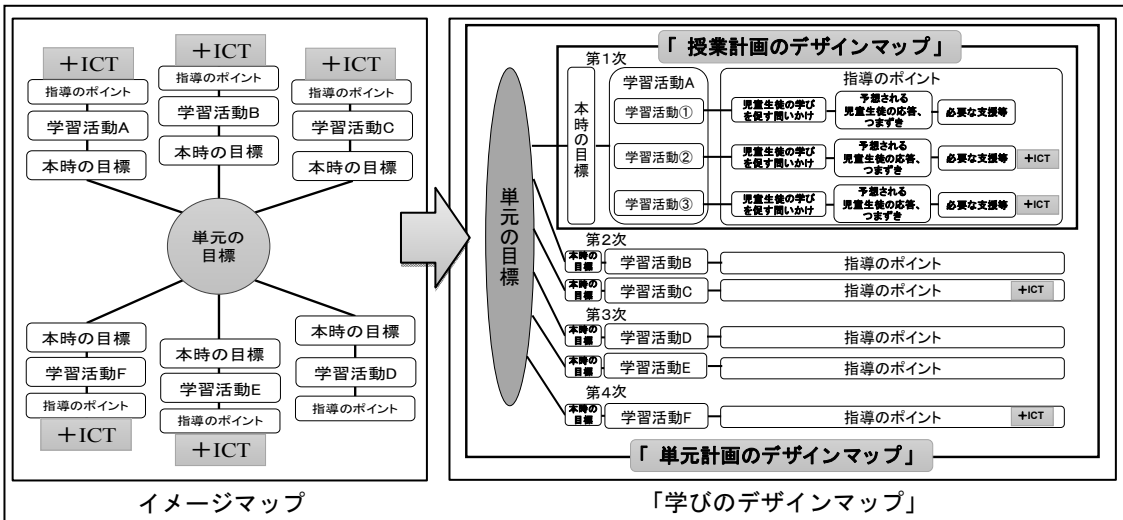 +ICT
指導のポイント
学習活動A
本時の目標
+ICT
指導のポイント
学習活動B
本時の目標
+ICT
指導のポイント
学習活動C
本時の目標
単元の
目標
本時の目標
学習活動F
指導のポイント
+ICT
本時の目標
学習活動E
指導のポイント
+ICT
本時の目標
学習活動D
指導のポイント
イメージマップ
「 授業計画のデザインマップ」
単元の目標
第1次
本時の目標
学習活動A
指導のポイント
学習活動①
児童生徒の学び
を促す問いかけ
予想される
児童生徒の応答、
つまずき
必要な支援等
学習活動②
児童生徒の学び
を促す問いかけ
予想される
児童生徒の応答、
つまずき
必要な支援等
+ICT
学習活動③
児童生徒の学び
を促す問いかけ
予想される
児童生徒の応答、
つまずき
必要な支援等
+ICT
第2次
本時の
目標
学習活動B
指導のポイント
本時の
目標
学習活動C
指導のポイント
+ICT
第3次
本時の
目標
学習活動D
指導のポイント
本時の
目標
学習活動E
指導のポイント
第4次
本時の
目標
学習活動F
指導のポイント
+ICT
「 単元計画のデザインマップ」
「学びのデザインマップ」